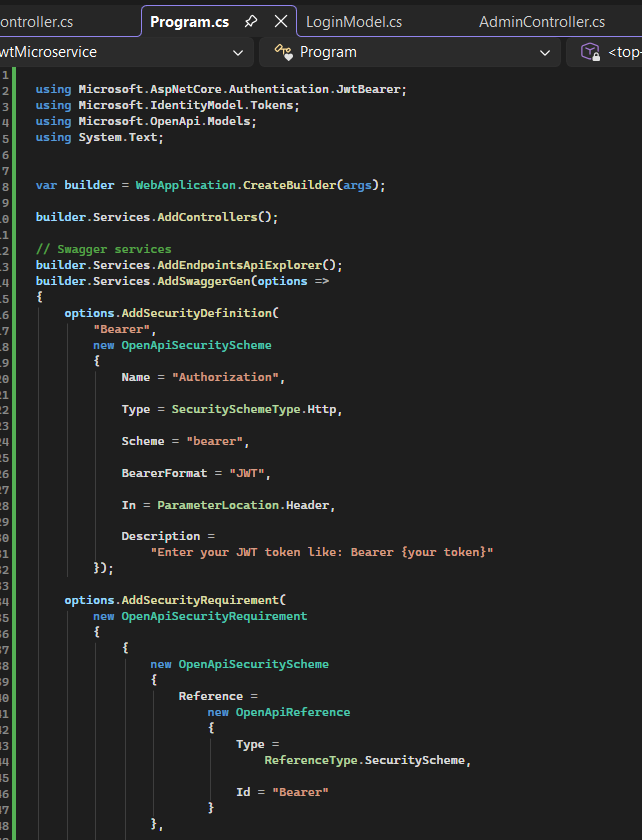 ontroller.cs Program.cs LoginModel.cs AdminController.cs
wtMicroservice Program <top-
1
2 using Microsoft.AspNetCore.Authentication.JwtBearer;
3 using Microsoft.IdentityModel.Tokens;
4 using Microsoft.OpenApi.Models;
5 using System.Text;
6
7
8 var builder = WebApplication.CreateBuilder(args);
9
10 builder.Services.AddControllers();
11
12 // Swagger services
13 builder.Services.AddEndpointsApiExplorer();
14 builder.Services.AddSwaggerGen(options =>
15 {
16 options.AddSecurityDefinition(
17 "Bearer",
18 new OpenApiSecurityScheme
19 {
20 Name = "Authorization",
21
22 Type = SecuritySchemeType.Http,
23
24 Scheme = "bearer",
25
26 BearerFormat = "JWT",
27
28 In = ParameterLocation.Header,
29
30 Description =
31 "Enter your JWT token like: Bearer {your token}"
32 });
33
34 options.AddSecurityRequirement(
35 new OpenApiSecurityRequirement
36 {
37 {
38 new OpenApiSecurityScheme
39 {
40 Reference =
41 new OpenApiReference
42 {
43 Type =
44 ReferenceType.SecurityScheme,
45
46 Id = "Bearer"
47 }
48 },